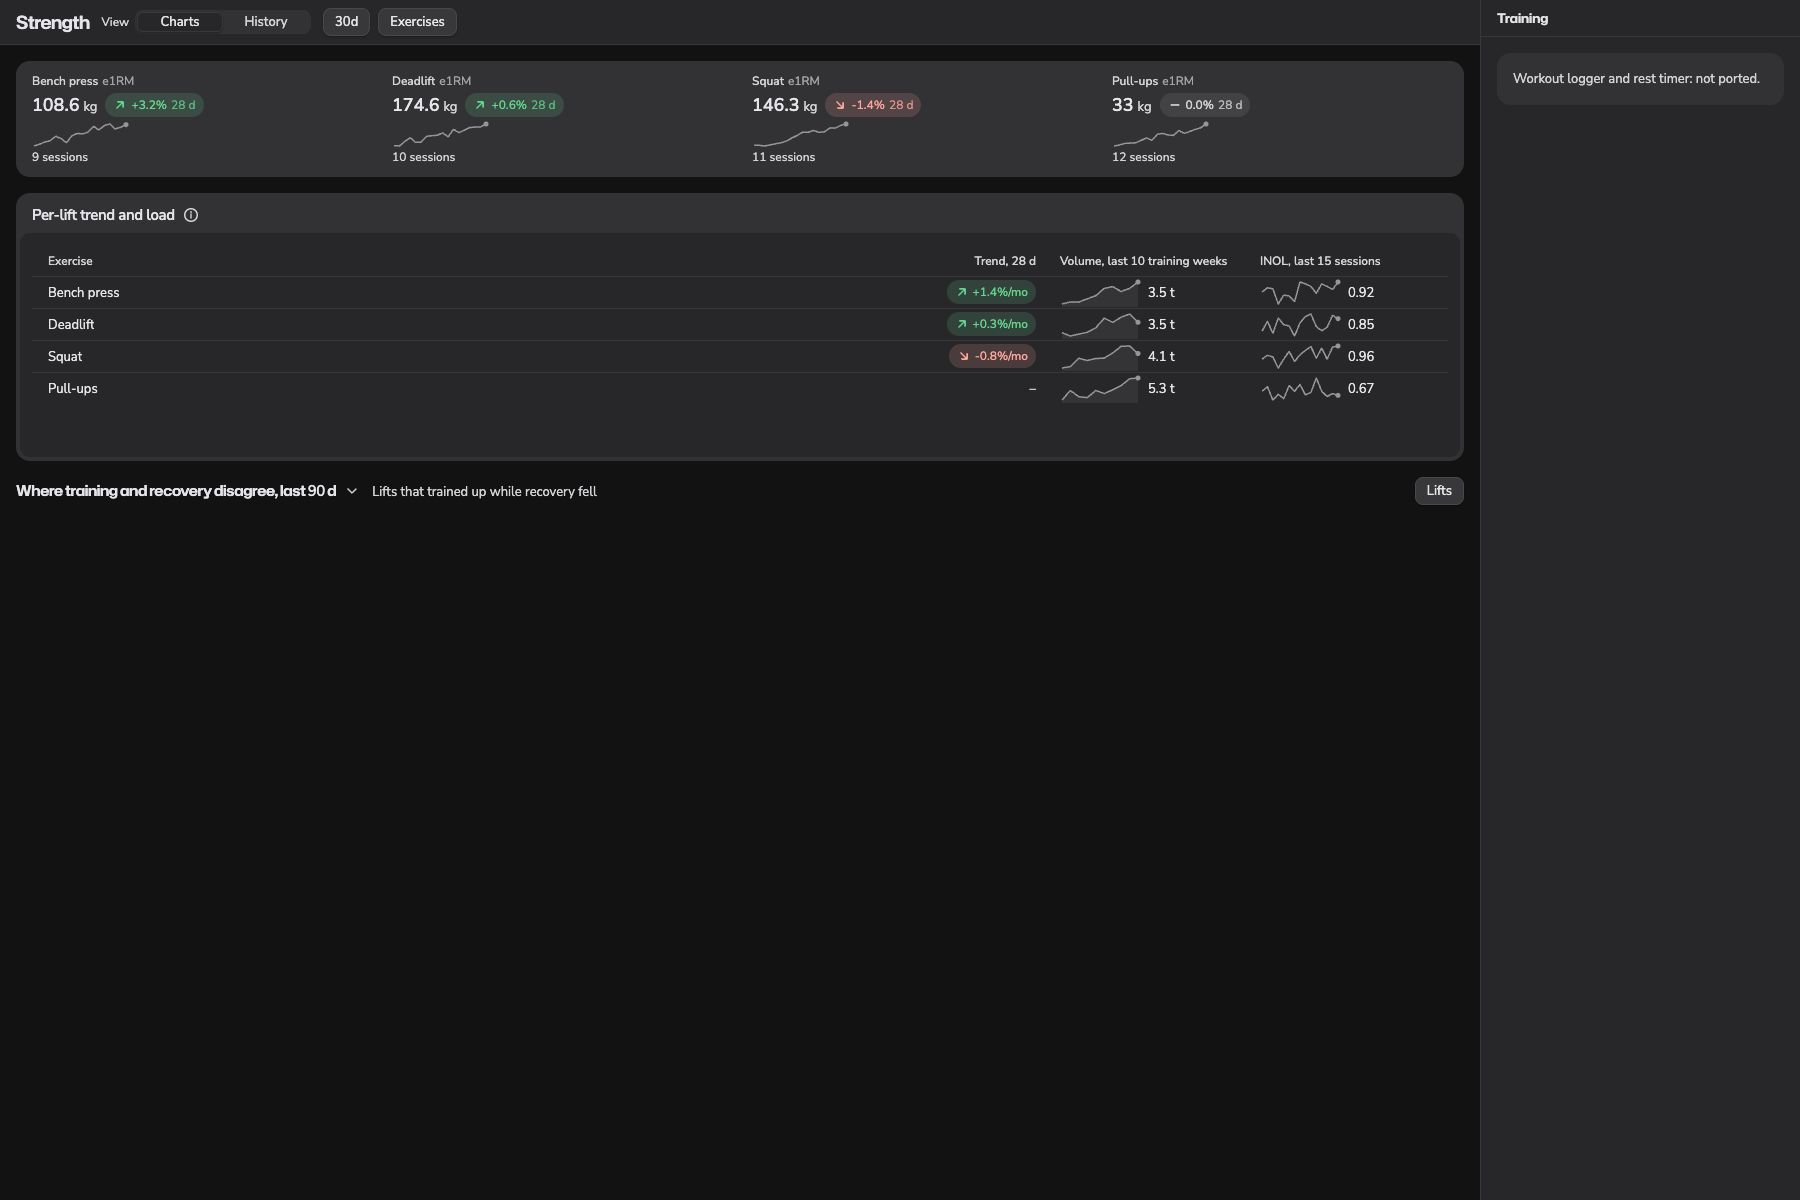 Strength View Charts History 30d Exercises
Training
Workout logger and rest timer: not ported.
Bench press e1RM
108.6 kg +3.2% 28 d
9 sessions
Deadlift e1RM
174.6 kg +0.6% 28 d
10 sessions
Squat e1RM
146.3 kg -1.4% 28 d
11 sessions
Pull-ups e1RM
33 kg 0.0% 28 d
12 sessions
Per-lift trend and load
Exercise Trend, 28 d Volume, last 10 training weeks INOL, last 15 sessions
Bench press +1.4%/mo 3.5 t 0.92
Deadlift +0.3%/mo 3.5 t 0.85
Squat -0.8%/mo 4.1 t 0.96
Pull-ups – 5.3 t 0.67
Where training and recovery disagree, last 90 d Lifts that trained up while recovery fell Lifts